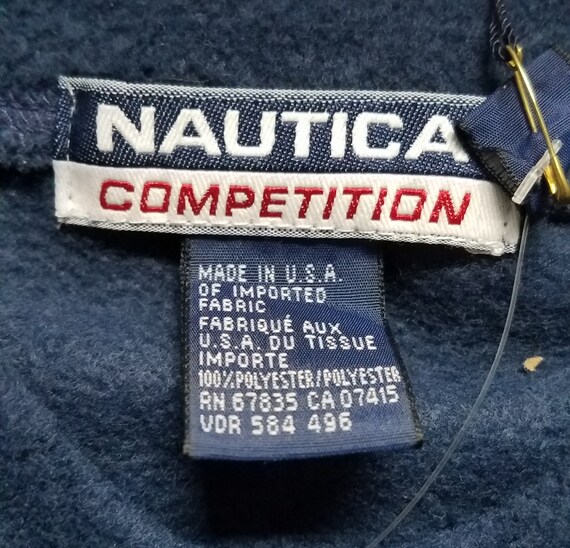 NAUTICA
COMPETITION
MADE IN U.S.A.
OF IMPORTED
FABRIC
FABRIQUÉ AUX
U.S.A. DU TISSUE
IMPORTE
100%POLYESTER/POLYESTER
RN 67835 CA 07415
VDR 584 496